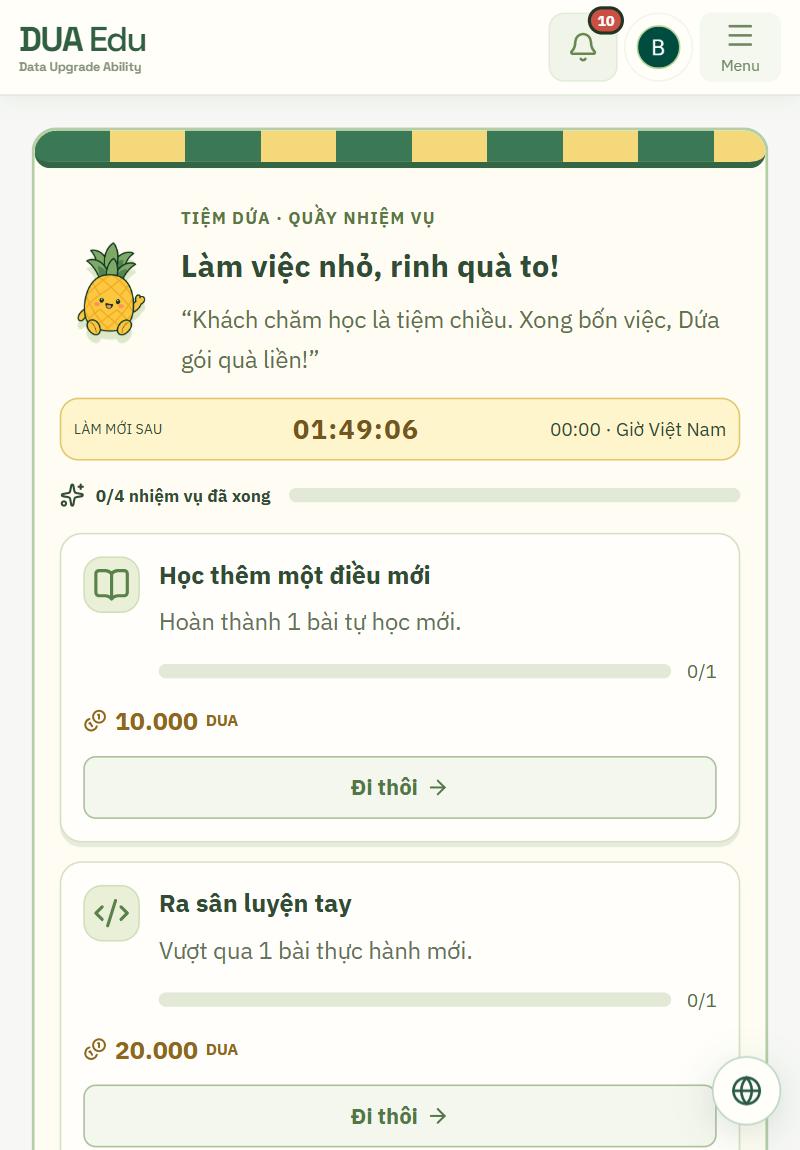 DUA Edu
Data Upgrade Ability
10
B
Menu
TIỆM DỨA · QUẦY NHIỆM VỤ
Làm việc nhỏ, rinh quà to!
“Khách chăm học là tiệm chiều. Xong bốn việc, Dứa
gói quà liền!”
LÀM MỚI SAU 01:49:06 00:00 · Giờ Việt Nam
0/4 nhiệm vụ đã xong
Học thêm một điều mới
Hoàn thành 1 bài tự học mới.
0/1
10.000 DUA
Đi thôi →
Ra sân luyện tay
Vượt qua 1 bài thực hành mới.
0/1
20.000 DUA
Đi thôi →